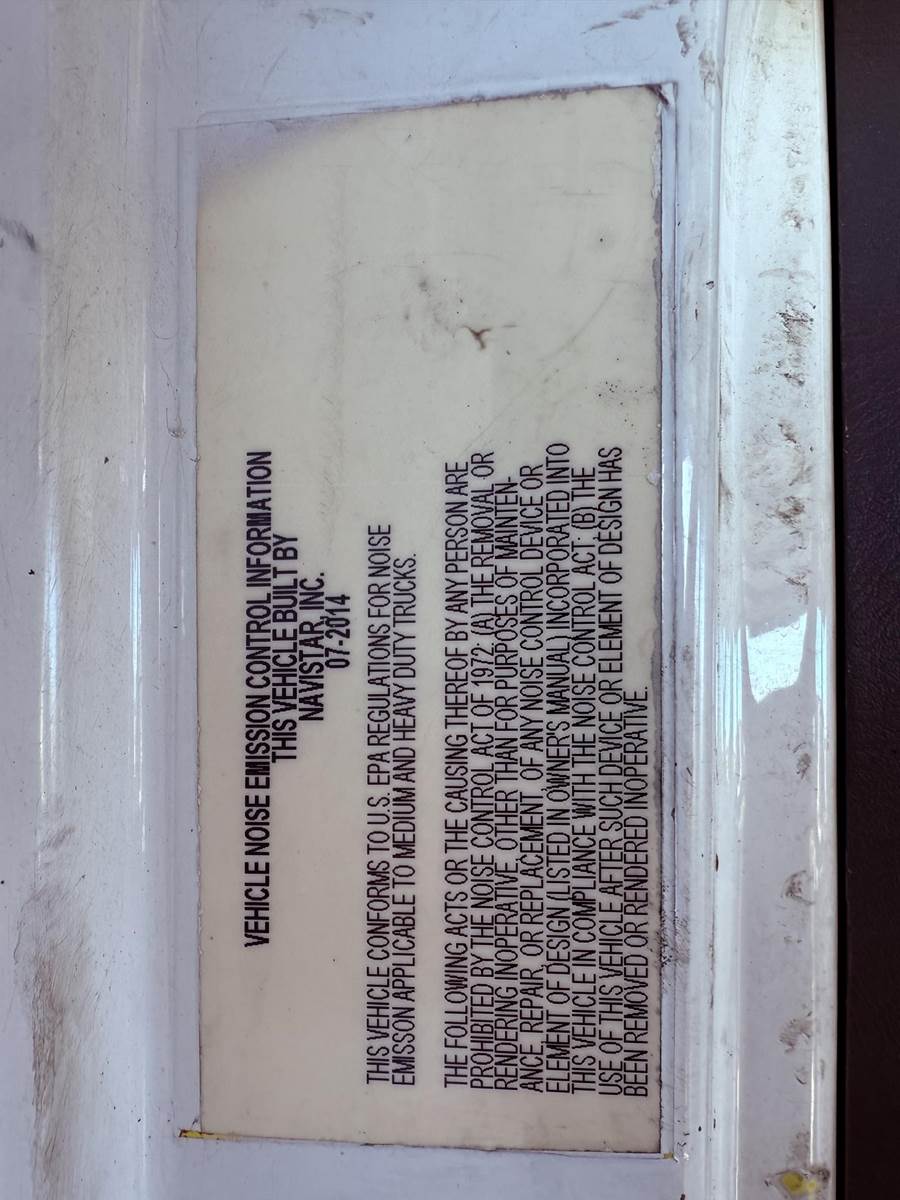 VEHICLE NOISE EMISSION CONTROL INFORMATION
THIS VEHICLE BUILT BY
NAVISTAR, INC.
07-2014
THIS VEHICLE CONFORMS TO U.S. EPA REGULATIONS FOR NOISE
EMISSON APPLICABLE TO MEDIUM AND HEAVY DUTY TRUCKS.
THE FOLLOWING ACTS OR THE CAUSING THEREOF BY ANY PERSON ARE
PROHIBITED BY THE NOISE CONTROL ACT OF 1972. (A) THE REMOVAL OR
RENDERING INOPERATIVE, OTHER THAN FOR PURPOSES OF MAINTEN-
ANCE, REPAIR, OR REPLACEMENT, OF ANY NOISE CONTROL DEVICE OR
ELEMENT OF DESIGN (LISTED IN OWNER'S MANUAL) INCORPORATED INTO
THIS VEHICLE IN COMPLIANCE WITH THE NOISE CONTROL ACT; (B) THE
USE OF THIS VEHICLE AFTER SUCH DEVICE OR ELEMENT OF DESIGN HAS
BEEN REMOVED OR RENDERED INOPERATIVE.